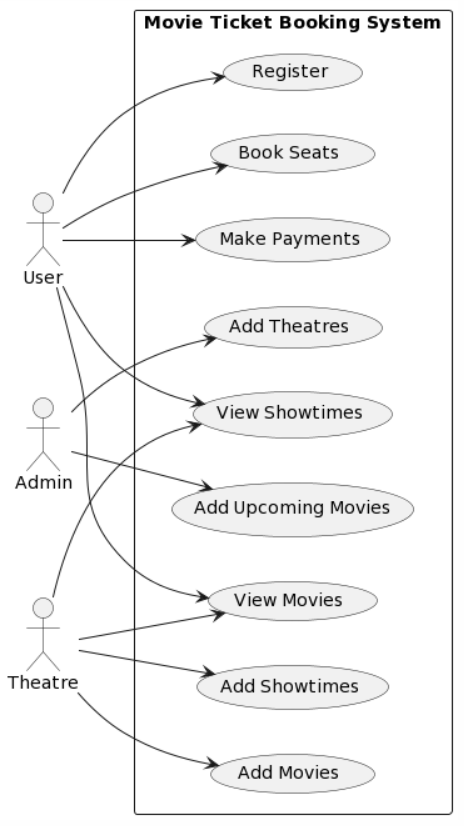 Movie Ticket Booking System
Register
Book Seats
Make Payments
User
Add Theatres
View Showtimes
Admin
Add Upcoming Movies
View Movies
Theatre
Add Showtimes
Add Movies